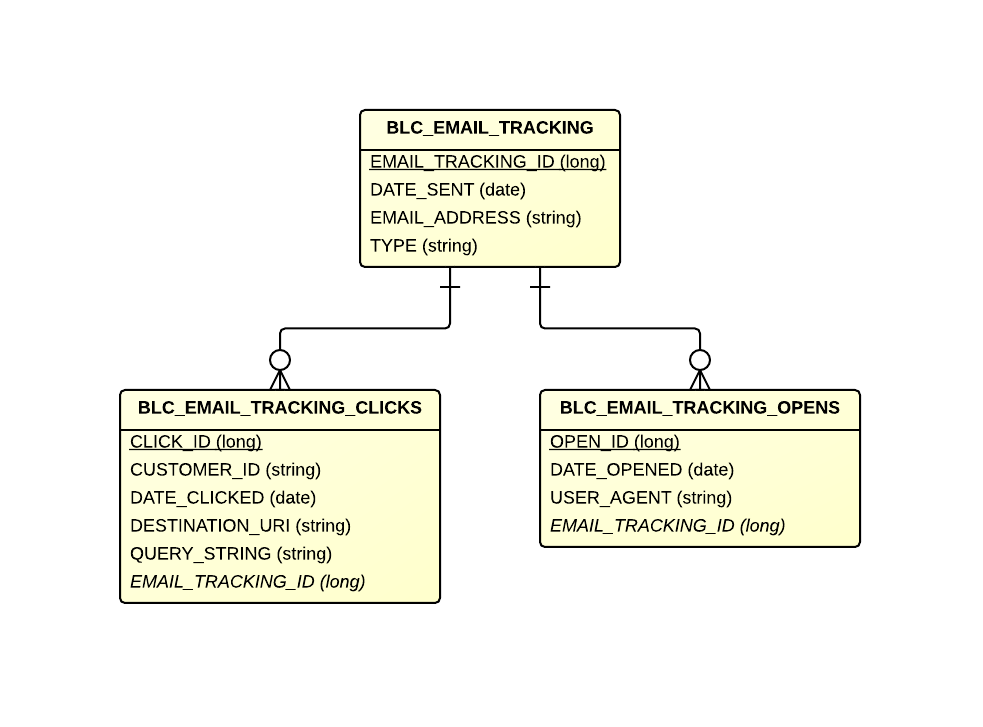 BLC_EMAIL_TRACKING
EMAIL_TRACKING_ID (long)
DATE_SENT (date)
EMAIL_ADDRESS (string)
TYPE (string)
BLC_EMAIL_TRACKING_CLICKS
CLICK_ID (long)
CUSTOMER_ID (string)
DATE_CLICKED (date)
DESTINATION_URI (string)
QUERY_STRING (string)
EMAIL_TRACKING_ID (long)
BLC_EMAIL_TRACKING_OPENS
OPEN_ID (long)
DATE_OPENED (date)
USER_AGENT (string)
EMAIL_TRACKING_ID (long)